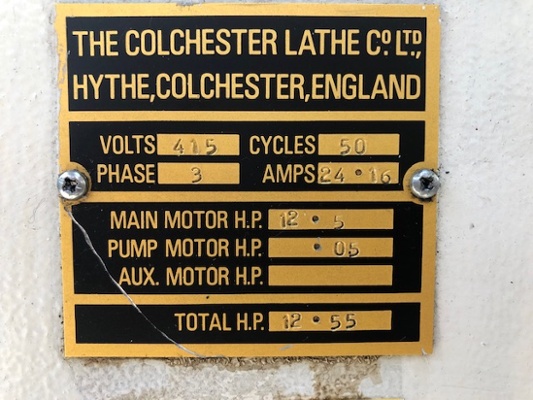 THE COLCHESTER LATHE Co. LTD.,
HYTHE, COLCHESTER, ENGLAND
VOLTS 415 CYCLES 50
PHASE 3 AMPS 24·16
MAIN MOTOR H.P. 12·5
PUMP MOTOR H.P. ·05
AUX. MOTOR H.P.
TOTAL H.P. 12·55